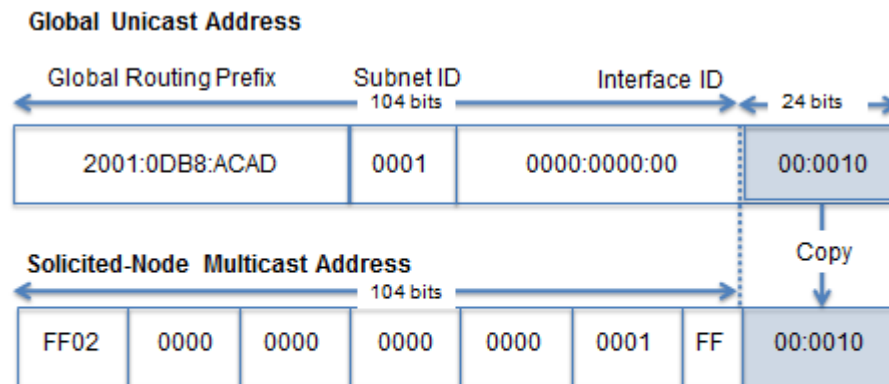 Global Unicast Address
Global Routing Prefix Subnet ID Interface ID
104 bits 24 bits
2001:0DB8:ACAD 0001 0000:0000:00 00:0010
Copy
Solicited-Node Multicast Address
104 bits
FF02 0000 0000 0000 0000 0001 FF 00:0010